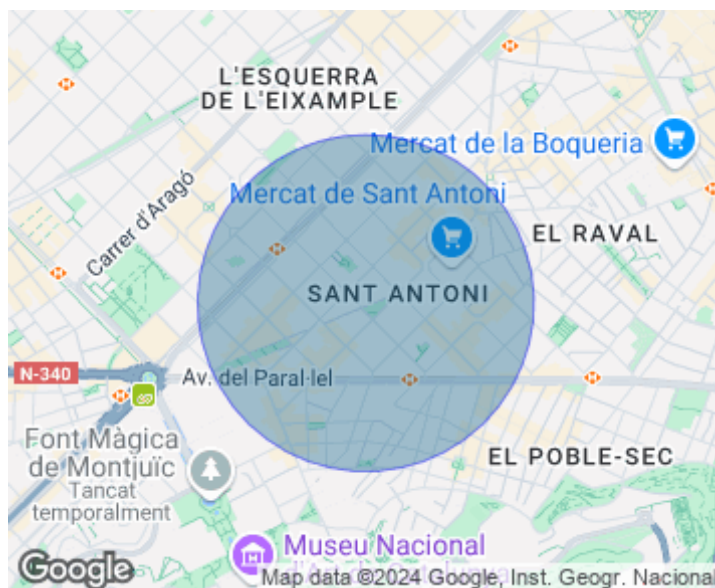 L'ESQUERRA
DE L'EIXAMPLE
Mercat de la Boqueria
Carrer d'Aragó
Mercat de Sant Antoni
EL RAVAL
SANT ANTONI
N-340
Av. del Paral·lel
Font Màgica
de Montjuïc
Tancat
temporalment
EL POBLE-SEC
Museu Nacional
Google
Map data ©2024 Google, Inst. Geogr. Nacional